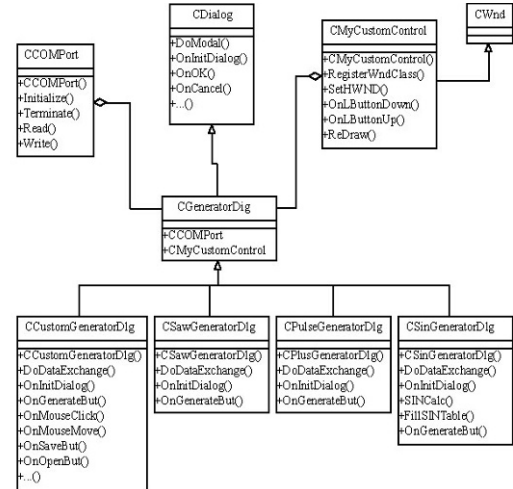 CCOMPort
+CCOMPort()
+Initialize()
+Terminate()
+Read()
+Write()
CDialog
+DoModal()
+OnInitDialog()
+OnOK()
+OnCancel()
+...()
CMyCustomControl
+CMyCustomControl()
+RegisterWndClass()
+SetHWND()
+OnLButtonDown()
+OnLButtonUp()
+ReDraw()
CWnd
CGeneratorDig
+CCOMPort
+CMyCustomControl
CCustomGeneratorDlg
+CCustomGeneratorDlg()
+DoDataExchange()
+OnInitDialog()
+OnGenerateBut()
+OnMouseClick()
+OnMouseMove()
+OnSaveBut()
+OnOpenBut()
+...()
CSawGeneratorDlg
+CSawGeneratorDlg()
+DoDataExchange()
+OnInitDialog()
+OnGenerateBut()
CPulseGeneratorDlg
+CPlusGeneratorDlg()
+DoDataExchange()
+OnInitDialog()
+OnGenerateBut()
CSinGeneratorDlg
+CSinGeneratorDlg()
+DoDataExchange()
+OnInitDialog()
+SINCalc()
+FillSINTable()
+OnGenerateBut()